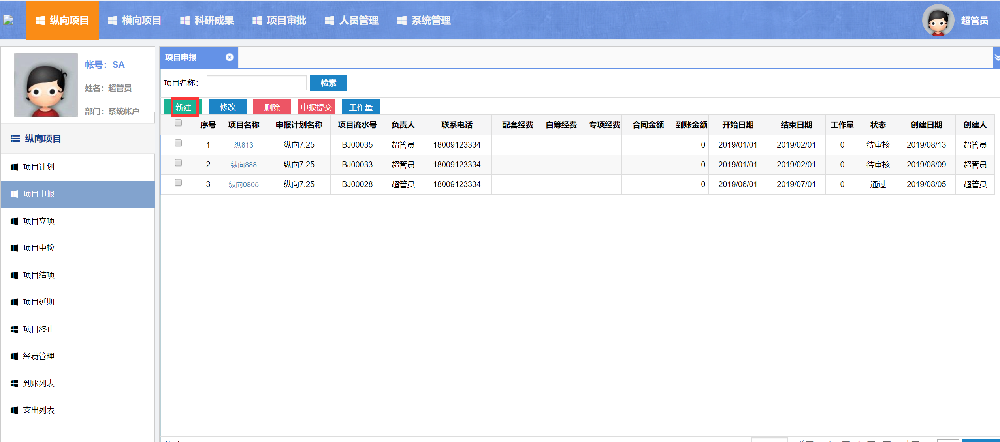 纵向项目 横向项目 科研成果 项目审批 人员管理 系统管理 超管员
帐号：SA
姓名：超管员
部门：系统帐户
纵向项目
项目计划
项目申报
项目立项
项目中检
项目结项
项目延期
项目终止
经费管理
到账列表
支出列表
项目申报
项目名称： 检索
新建 修改 删除 申报提交 工作量
序号 项目名称 申报计划名称 项目流水号 负责人 联系电话 配套经费 自筹经费 专项经费 合同金额 到账金额 开始日期 结束日期 工作量 状态 创建日期 创建人
1 纵813 纵向7.25 BJ00035 超管员 18009123334 0 2019/01/01 2019/02/01 0 待审核 2019/08/13 超管员
2 纵向888 纵向7.25 BJ00033 超管员 18009123334 0 2019/01/01 2019/02/01 0 待审核 2019/08/09 超管员
3 纵向0805 纵向7.25 BJ00028 超管员 18009123334 0 2019/06/01 2019/07/01 0 通过 2019/08/05 超管员